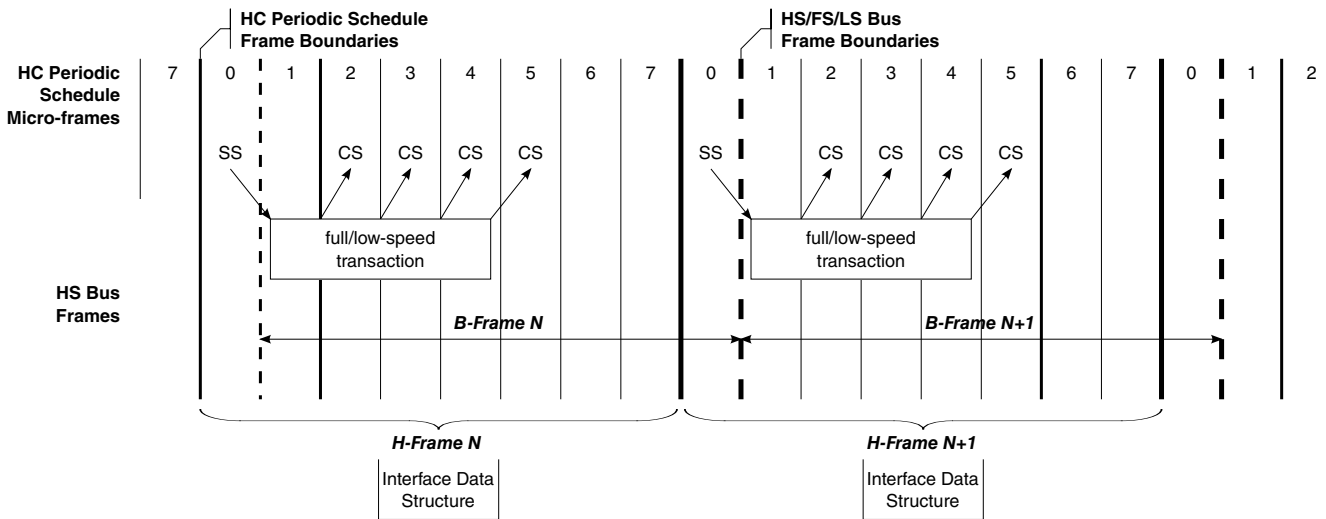 HC Periodic Schedule
Frame Boundaries
HS/FS/LS Bus
Frame Boundaries
HC Periodic
Schedule
Micro-frames
7 0 1 2 3 4 5 6 7 0 1 2 3 4 5 6 7 0 1 2
SS CS CS CS CS SS CS CS CS CS
full/low-speed
transaction
full/low-speed
transaction
HS Bus
Frames
B-Frame N
B-Frame N+1
H-Frame N
H-Frame N+1
Interface Data
Structure
Interface Data
Structure